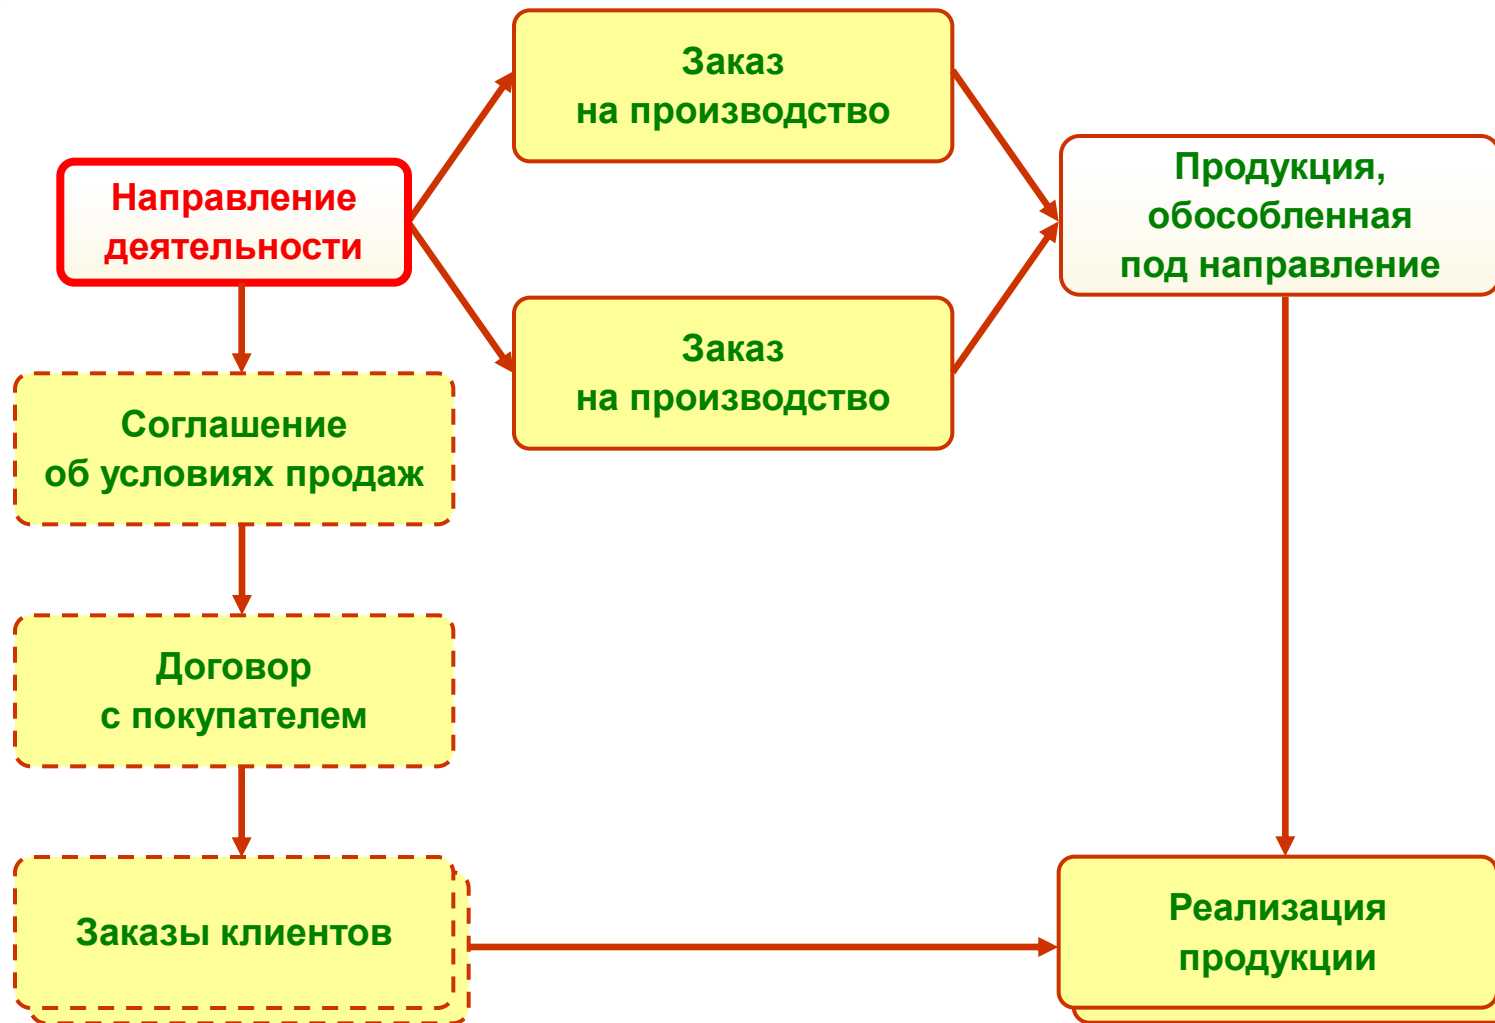 Заказ
на производство
Направление
деятельности
Продукция,
обособленная
под направление
Заказ
на производство
Соглашение
об условиях продаж
Договор
с покупателем
Заказы клиентов
Реализация
продукции